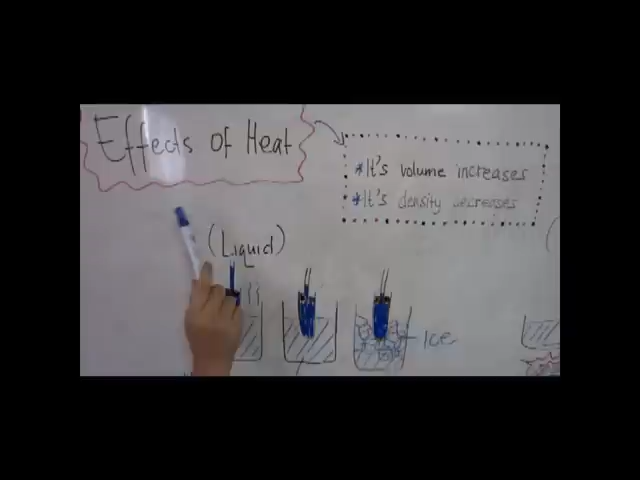 Effects of Heat
*It's volume increases
*It's density decreases
(Liquid)
Ice